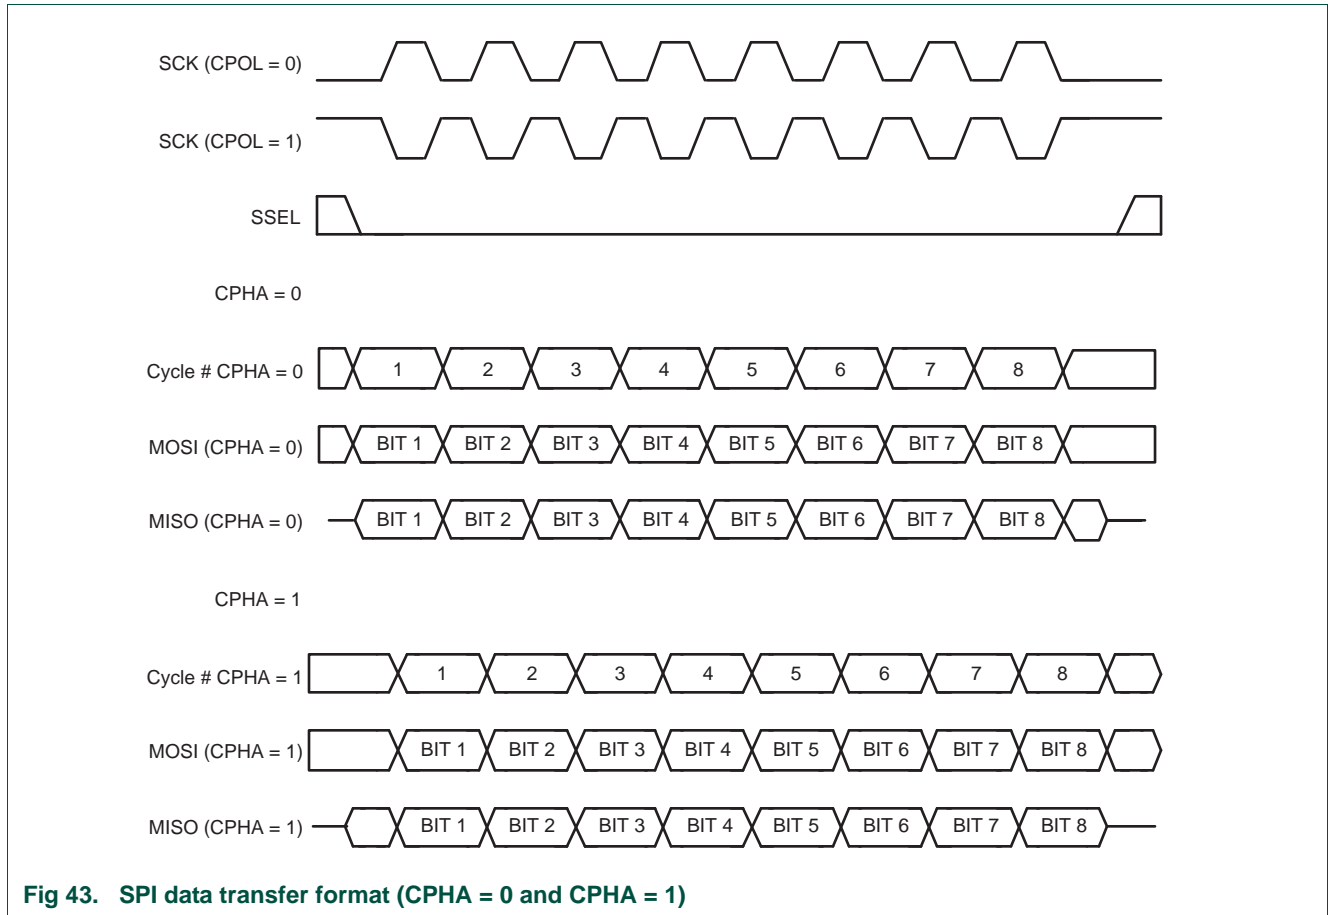 SCK (CPOL = 0)
SCK (CPOL = 1)
SSEL
CPHA = 0
Cycle # CPHA = 0 1 2 3 4 5 6 7 8
MOSI (CPHA = 0) BIT 1 BIT 2 BIT 3 BIT 4 BIT 5 BIT 6 BIT 7 BIT 8
MISO (CPHA = 0) BIT 1 BIT 2 BIT 3 BIT 4 BIT 5 BIT 6 BIT 7 BIT 8
CPHA = 1
Cycle # CPHA = 1 1 2 3 4 5 6 7 8
MOSI (CPHA = 1) BIT 1 BIT 2 BIT 3 BIT 4 BIT 5 BIT 6 BIT 7 BIT 8
MISO (CPHA = 1) BIT 1 BIT 2 BIT 3 BIT 4 BIT 5 BIT 6 BIT 7 BIT 8
Fig 43. SPI data transfer format (CPHA = 0 and CPHA = 1)